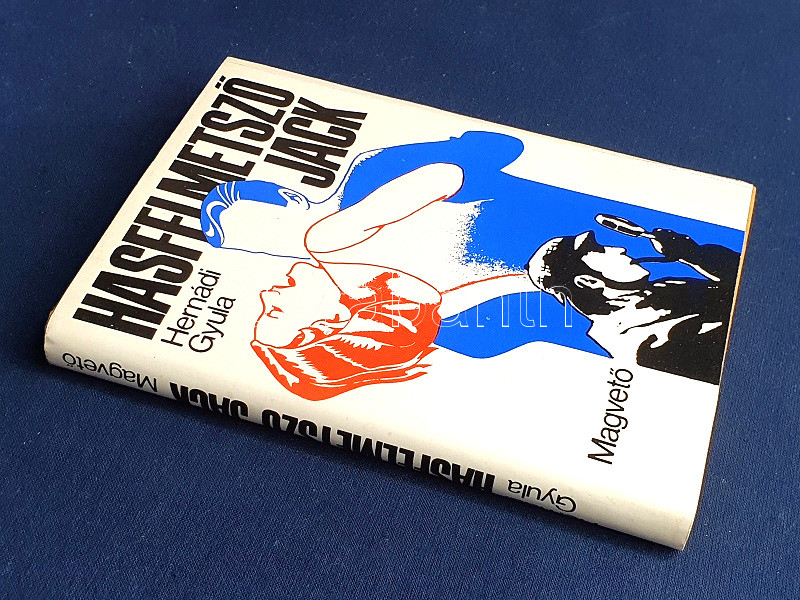 HASFELMETSZŐ
JACK
Hernádi
Gyula
Magvető
Gyula HASFELMETSZŐ JACK Magvető